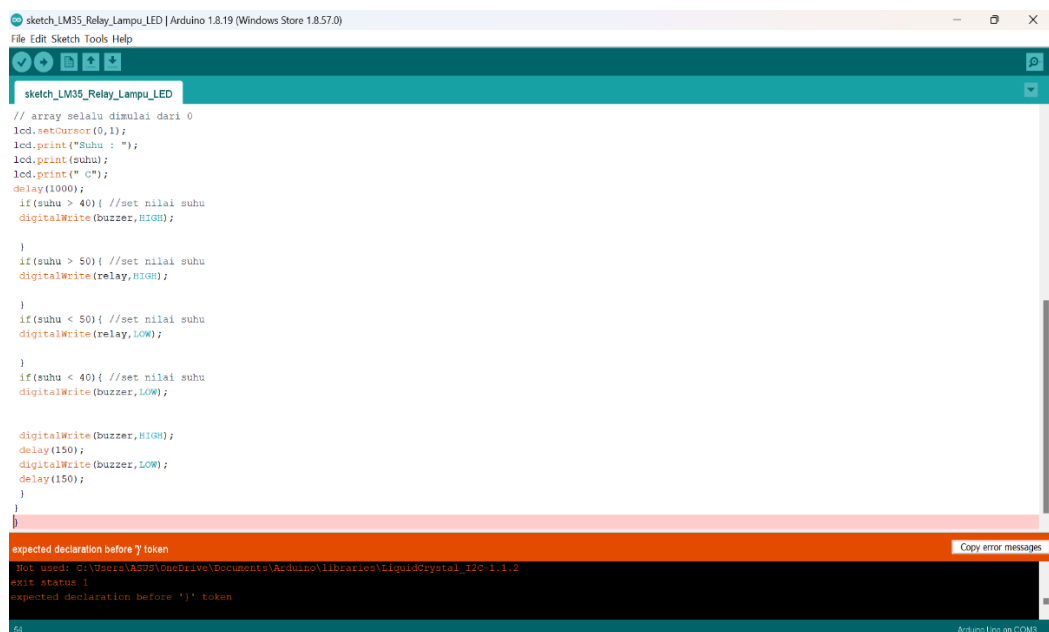 sketch_LM35_Relay_Lampu_LED | Arduino 1.8.19 (Windows Store 1.8.57.0)
File Edit Sketch Tools Help
sketch_LM35_Relay_Lampu_LED
// array selalu dimulai dari 0
lcd.setCursor(0,1);
lcd.print("Suhu : ");
lcd.print(suhu);
lcd.print(" C");
delay(1000);
if(suhu > 40){ //set nilai suhu
digitalWrite(buzzer,HIGH);
}
if(suhu > 50){ //set nilai suhu
digitalWrite(relay,HIGH);
}
if(suhu < 50){ //set nilai suhu
digitalWrite(relay,LOW);
}
if(suhu < 40){ //set nilai suhu
digitalWrite(buzzer,LOW);
digitalWrite(buzzer,HIGH);
delay(150);
digitalWrite(buzzer,LOW);
delay(150);
}
}
}
expected declaration before '}' token
Copy error messages
Not used: C:\Users\ASUS\OneDrive\Documents\Arduino\libraries\LiquidCrystal_I2C-1.1.2
exit status 1
expected declaration before '}' token
54
Arduino Uno on COM3